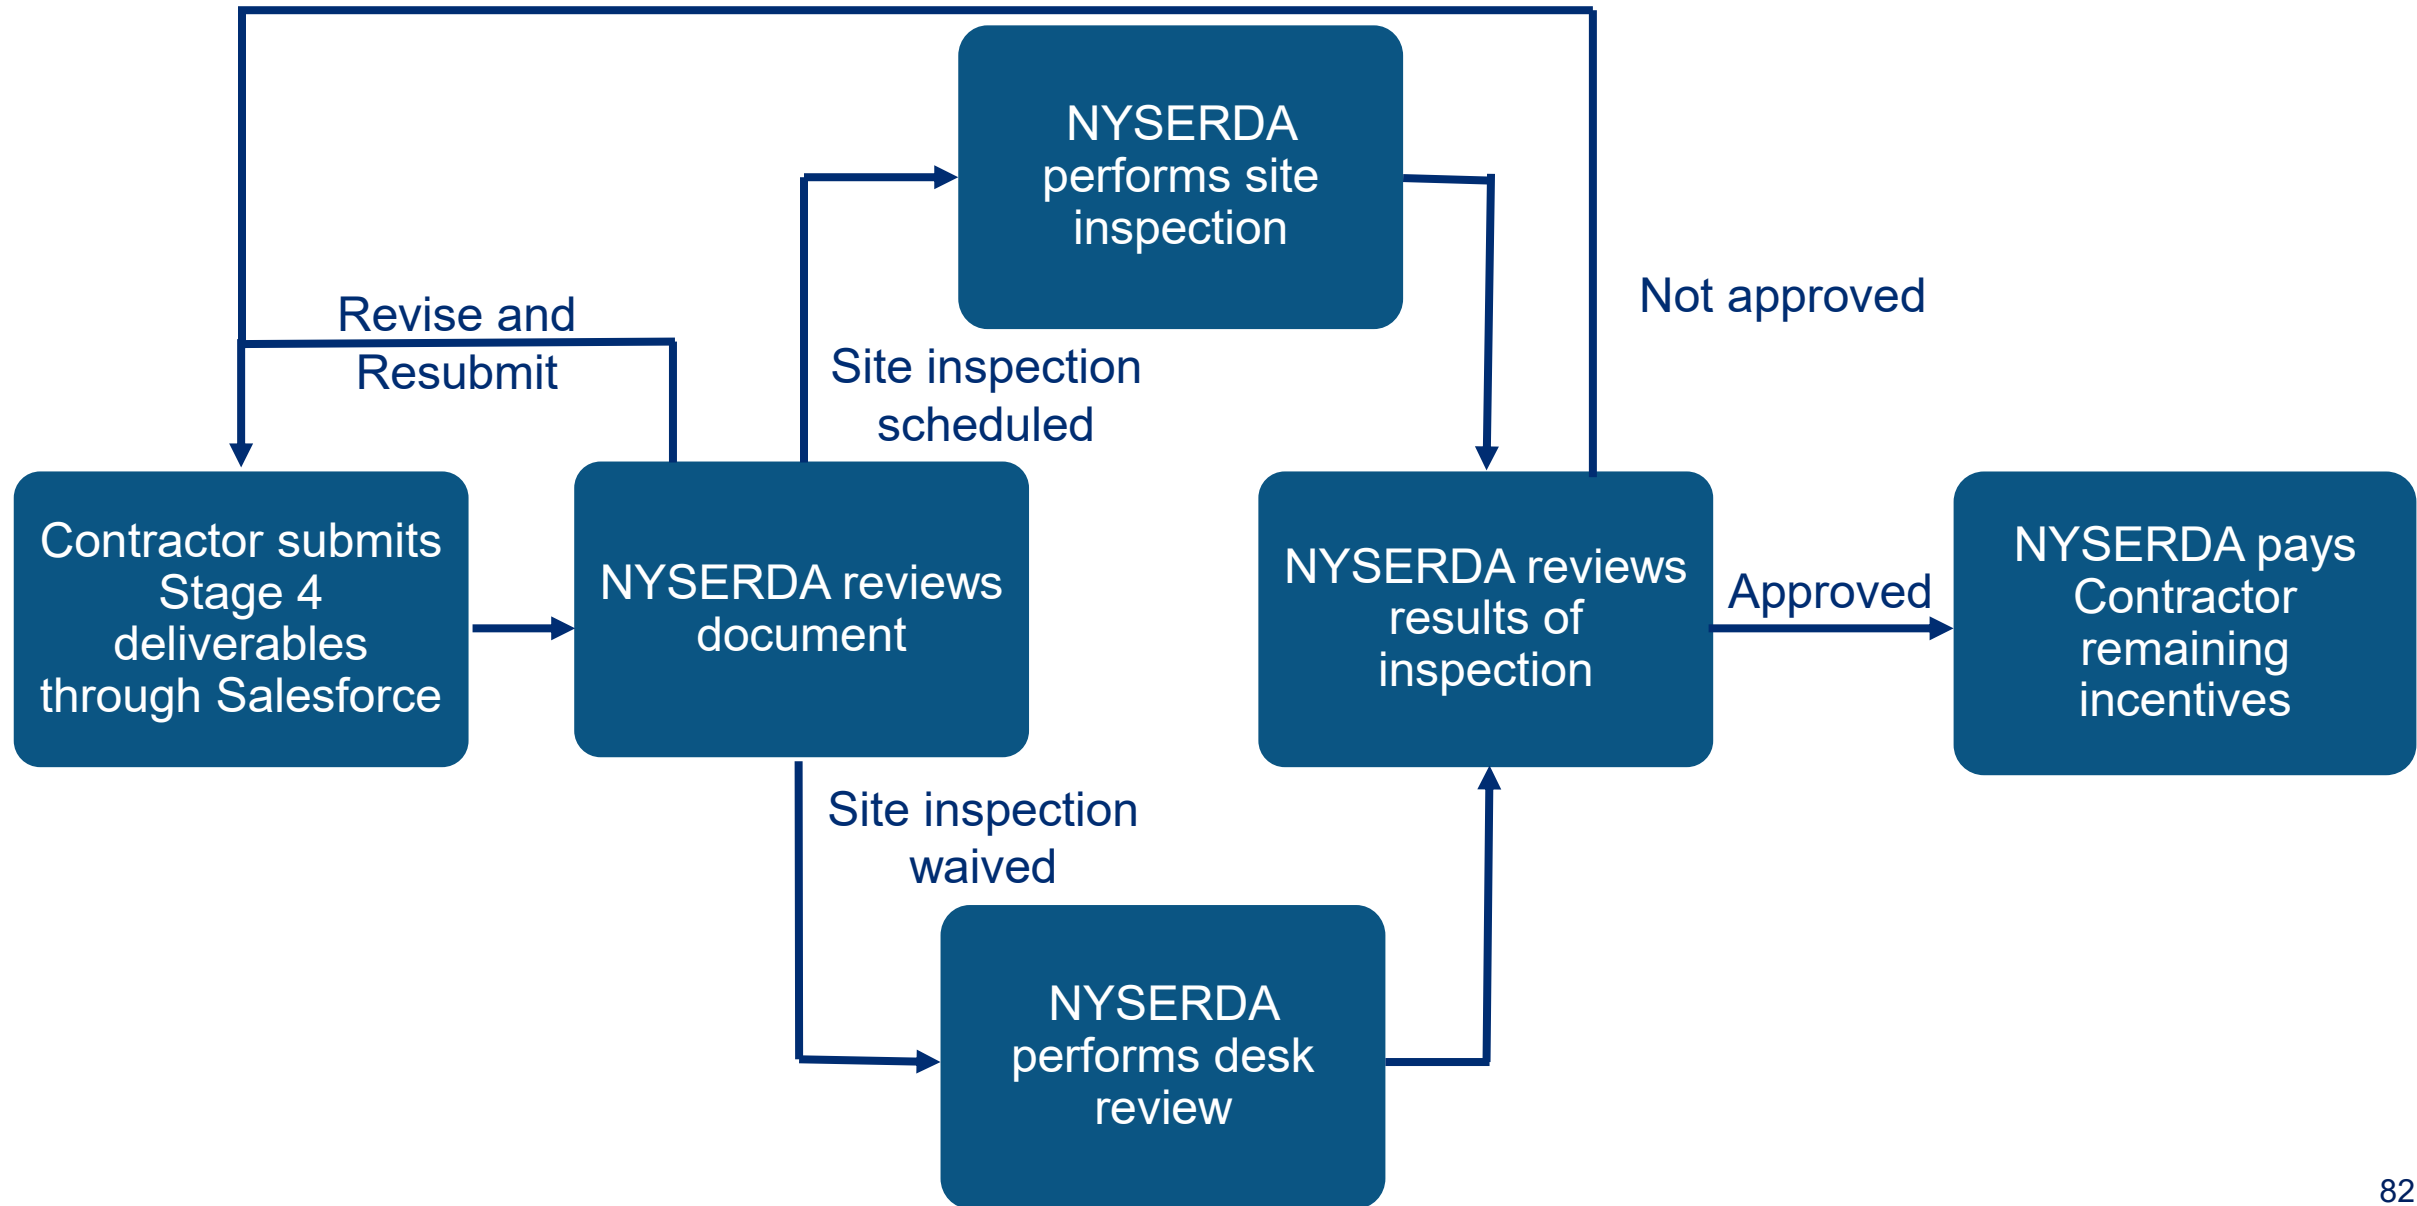 NYSERDA
performs site
inspection
Not approved
Revise and
Resubmit
Site inspection
scheduled
Contractor submits
Stage 4
deliverables
through Salesforce
NYSERDA reviews
document
NYSERDA reviews
results of
inspection
Approved
NYSERDA pays
Contractor
remaining
incentives
Site inspection
waived
NYSERDA
performs desk
review
82